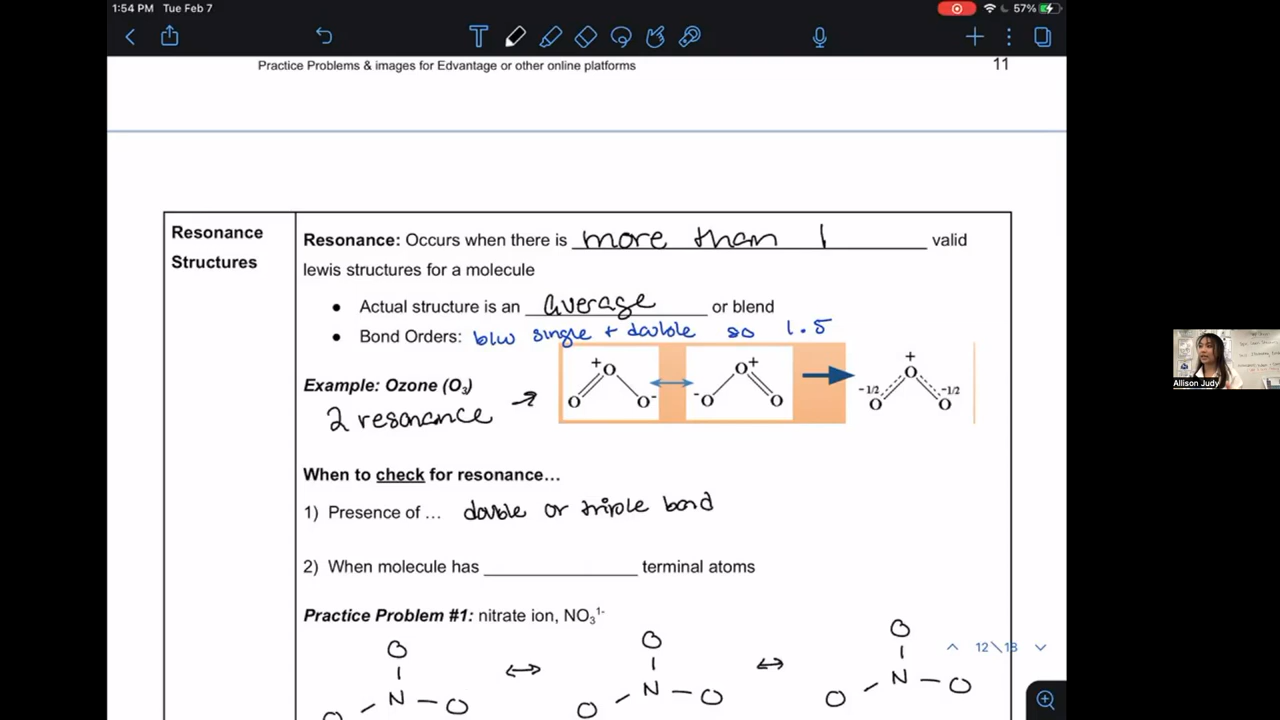 1:54 PM Tue Feb 7
57%
T
Practice Problems & images for Edvantage or other online platforms
11
Resonance Structures
Resonance: Occurs when there is more than 1 valid
lewis structures for a molecule
• Actual structure is an average or blend
• Bond Orders: b/w single + double so 1.5
Example: Ozone (O₃)
2 resonance →
+O O O-
↔
O+ -O O
+ O -1/2 O -1/2 O
When to check for resonance...
1) Presence of ... double or triple bond
2) When molecule has ____________ terminal atoms
Practice Problem #1: nitrate ion, NO₃¹⁻
O N O O ↔ O N O O ↔ O N O O
12\18
Allison Judy